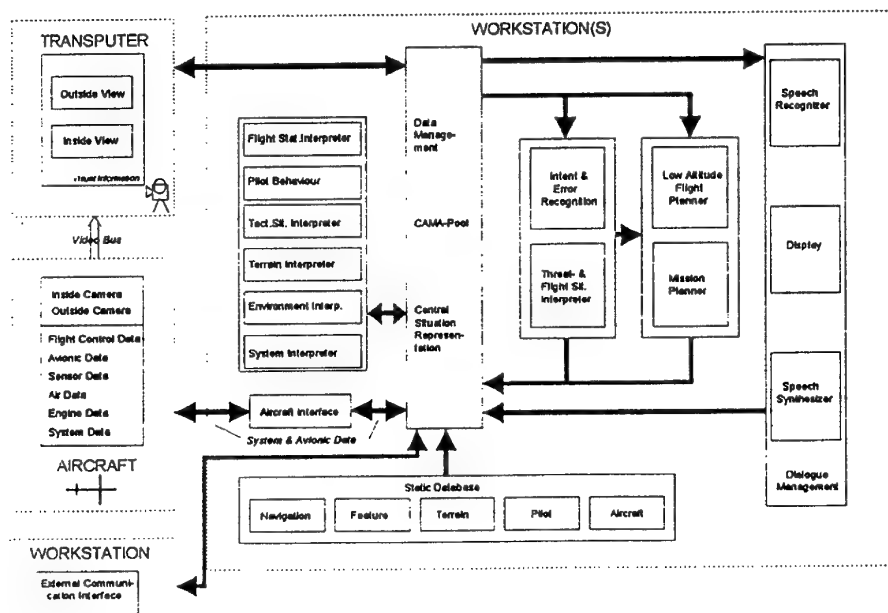 TRANSPUTER
Outside View
Inside View
Visual Information
Video Bus
Inside Camera
Outside Camera
Flight Control Data
Avionic Data
Sensor Data
Air Data
Engine Data
System Data
AIRCRAFT
WORKSTATION
External Communi-
cation Interface
WORKSTATION(S)
Flight Stat.Interpreter
Pilot Behaviour
Tact.Sit. Interpreter
Terrain Interpreter
Environment Interp.
System Interpreter
Aircraft Interface
System & Avionic Data
Data
Manage-
ment
CAMA-Pool
Central
Situation
Represen-
tation
Intent &
Error
Recognition
Threat- &
Flight Sit.
Interpreter
Low Altitude
Flight
Planner
Mission
Planner
Speech
Recognizer
Display
Speech
Synthesizer
Dialogue
Management
Static Database
Navigation
Feature
Terrain
Pilot
Aircraft